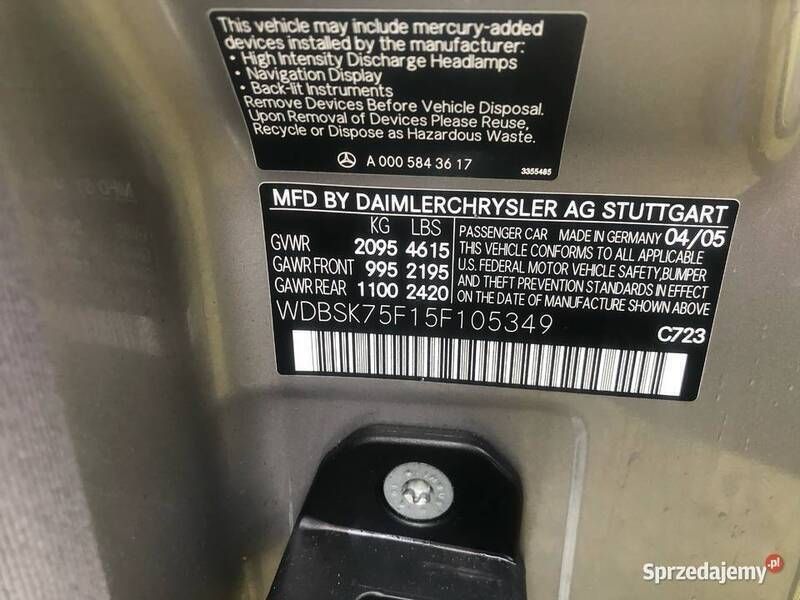 This vehicle may include mercury-added
devices installed by the manufacturer:
• High Intensity Discharge Headlamps
• Navigation Display
• Back-lit Instruments
Remove Devices Before Vehicle Disposal.
Upon Removal of Devices Please Reuse,
Recycle or Dispose as Hazardous Waste.
A 000 584 36 17
3355485
MFD BY DAIMLERCHRYSLER AG STUTTGART
KG LBS
GVWR 2095 4615
GAWR FRONT 995 2195
GAWR REAR 1100 2420
PASSENGER CAR MADE IN GERMANY 04/05
THIS VEHICLE CONFORMS TO ALL APPLICABLE
U.S. FEDERAL MOTOR VEHICLE SAFETY,BUMPER
AND THEFT PREVENTION STANDARDS IN EFFECT
ON THE DATE OF MANUFACTURE SHOWN ABOVE
WDBSK75F15F105349
C723
Sprzedajemy.pl